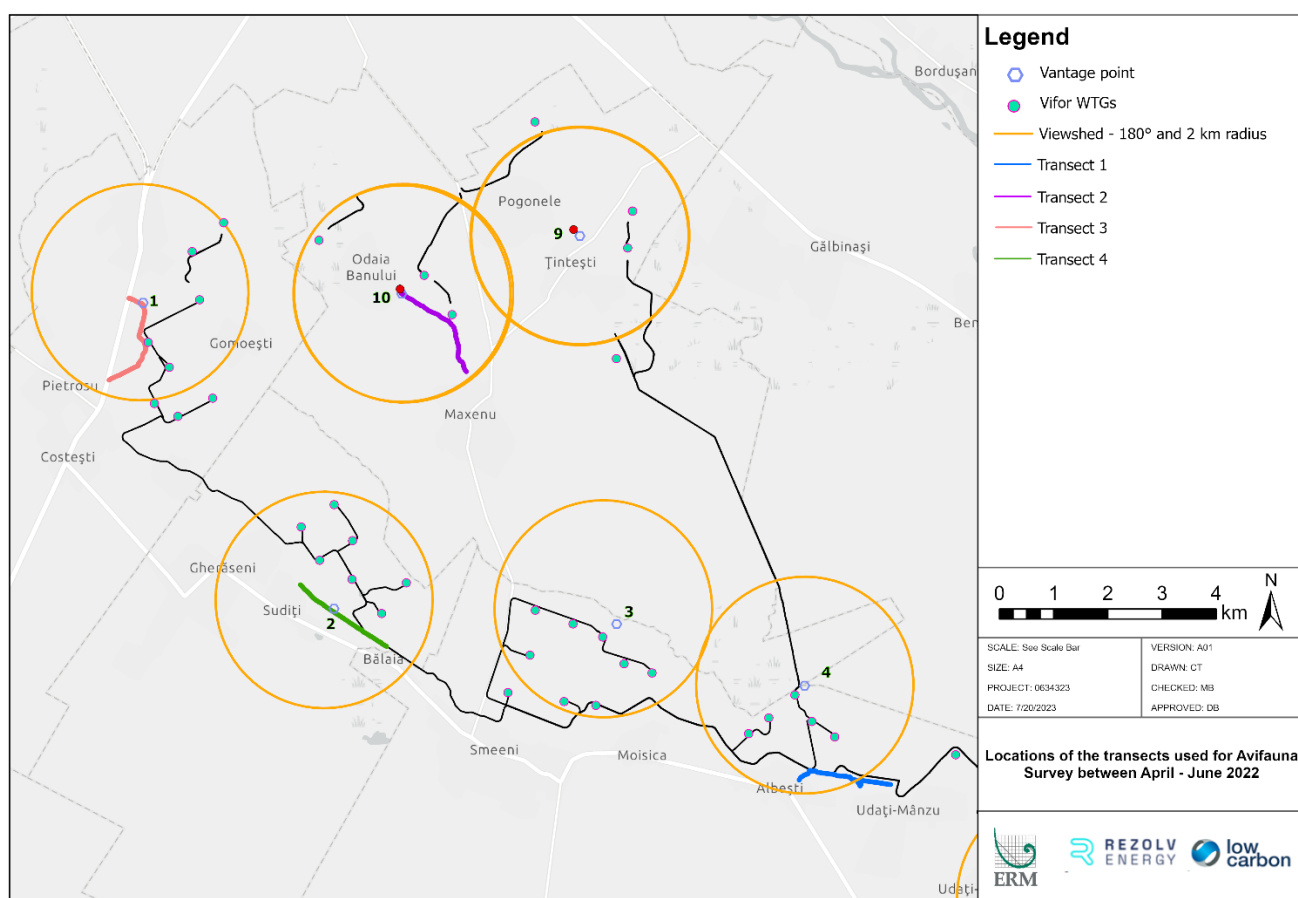 Borduşan
Pogonele
Gălbinaşi
9
Ţinteşti
Odaia
Banului
10
1
Gomoeşti
Ben
Pietrosu
Maxenu
Costeşti
Gherăseni
Sudiţi
2
3
Bălaia
4
Smeeni
Moisica
Albeşti
Udaţi-Mânzu
Udaţi-
Legend
Vantage point
Vifor WTGs
Viewshed - 180° and 2 km radius
Transect 1
Transect 2
Transect 3
Transect 4
0 1 2 3 4
km
N
SCALE: See Scale Bar
VERSION: A01
SIZE: A4
DRAWN: CT
PROJECT: 0634323
CHECKED: MB
DATE: 7/20/2023
APPROVED: DB
Locations of the transects used for Avifauna
Survey between April - June 2022
ERM
REZOLV
ENERGY
low
carbon